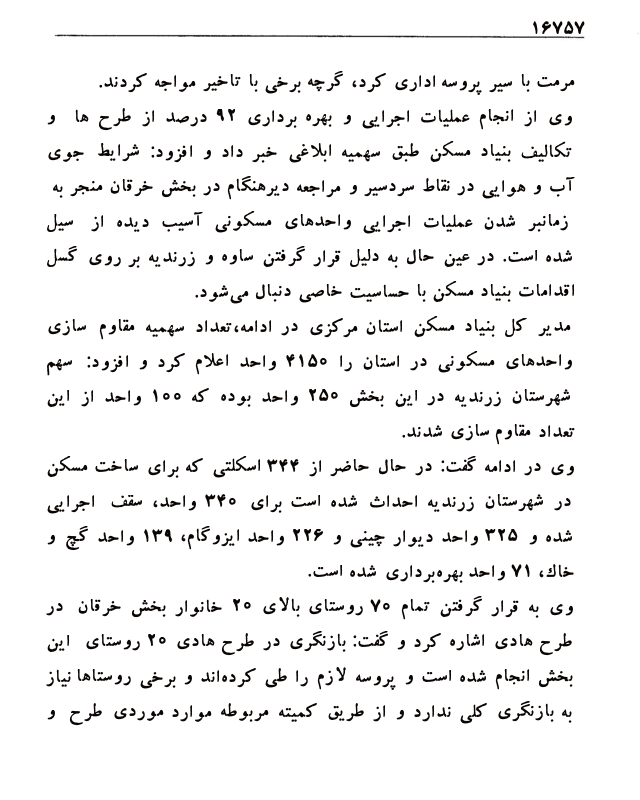 ۱۶۷۵۷
مرمت با سیر پروسه اداری کرد، گرچه برخی با تاخیر مواجه کردند.
وی از انجام عملیات اجرایی و بهره برداری ۹۲ درصد از طرح ها و
تکالیف بنیاد مسکن طبق سهمیه ابلاغی خبر داد و افزود: شرایط جوی
آب و هوایی در نقاط سردسیر و مراجعه دیرهنگام در بخش خرقان منجر به
زمانبر شدن عملیات اجرایی واحدهای مسکونی آسیب دیده از سیل
شده است. در عین حال به دلیل قرار گرفتن ساوه و زرندیه بر روی گسل
اقدامات بنیاد مسکن با حساسیت خاصی دنبال می‌شود.
مدیر کل بنیاد مسکن استان مرکزی در ادامه،تعداد سهمیه مقاوم سازی
واحدهای مسکونی در استان را ۴۱۵۰ واحد اعلام کرد و افزود: سهم
شهرستان زرندیه در این بخش ۲۵۰ واحد بوده که ۱۰۰ واحد از این
تعداد مقاوم سازی شدند.
وی در ادامه گفت: در حال حاضر از ۳۴۴ اسکلتی که برای ساخت مسکن
در شهرستان زرندیه احداث شده است برای ۳۴۰ واحد، سقف اجرایی
شده و ۳۲۵ واحد دیوار چینی و ۲۲۶ واحد ایزوگام، ۱۳۹ واحد گچ و
خاك، ۷۱ واحد بهره‌برداری شده است.
وی به قرار گرفتن تمام ۷۰ روستای بالای ۲۰ خانوار بخش خرقان در
طرح هادی اشاره کرد و گفت: بازنگری در طرح هادی ۲۰ روستای این
بخش انجام شده است و پروسه لازم را طی کرده‌اند و برخی روستاها نیاز
به بازنگری کلی ندارد و از طریق کمیته مربوطه موارد موردی طرح و